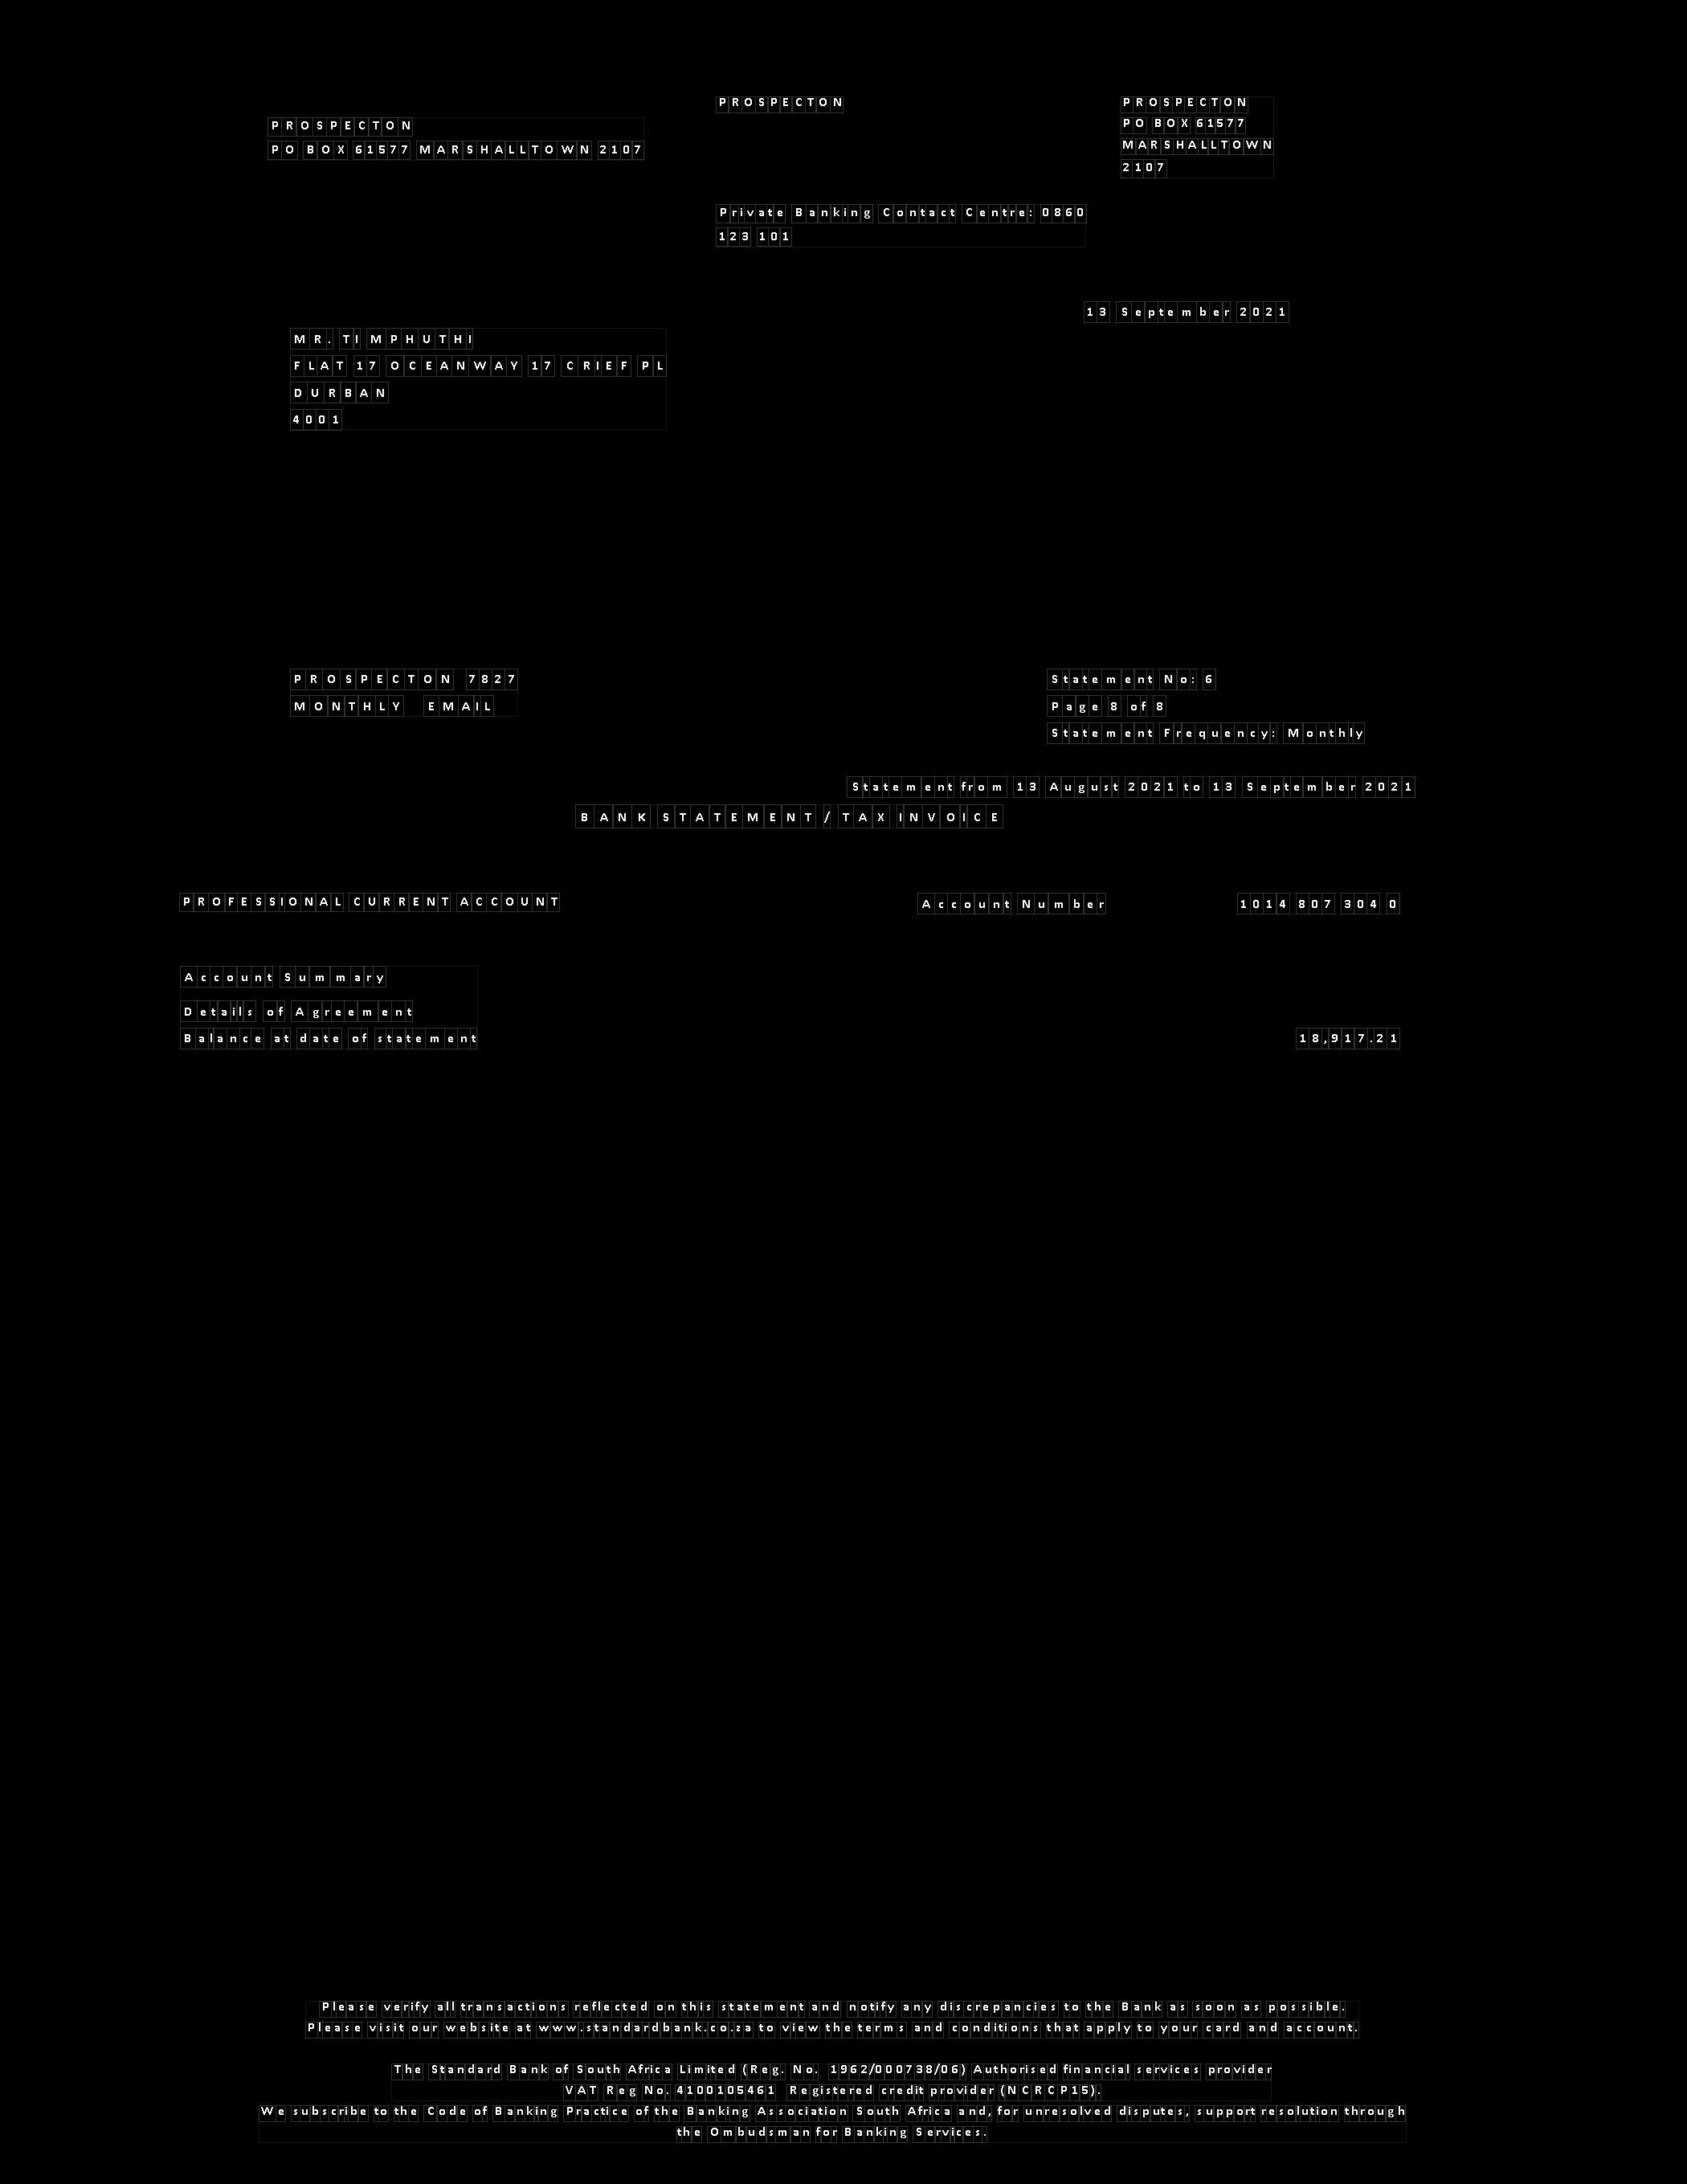 PROSPECTON
PO BOX 61577 MARSHALLTOWN 2107
PROSPECTON
PROSPECTON
PO BOX 61577
MARSHALLTOWN
2107
Private Banking Contact Centre: 0860
123 101
13 September 2021
MR. TI MPHUTHI
FLAT 17 OCEANWAY 17 CRIEF PL
DURBAN
4001
PROSPECTON 7827
MONTHLY EMAIL
Statement No: 6
Page 8 of 8
Statement Frequency: Monthly
Statement from 13 August 2021 to 13 September 2021
BANK STATEMENT / TAX INVOICE
PROFESSIONAL CURRENT ACCOUNT Account Number 1014 807 304 0
Account Summary
Details of Agreement
Balance at date of statement 18,917.21
Please verify all transactions reflected on this statement and notify any discrepancies to the Bank as soon as possible.
Please visit our website at www.standardbank.co.za to view the terms and conditions that apply to your card and account.
The Standard Bank of South Africa Limited (Reg. No. 1962/000738/06) Authorised financial services provider
VAT Reg No. 4100105461 Registered credit provider (NCRCP15).
We subscribe to the Code of Banking Practice of the Banking Association South Africa and, for unresolved disputes, support resolution through
the Ombudsman for Banking Services.